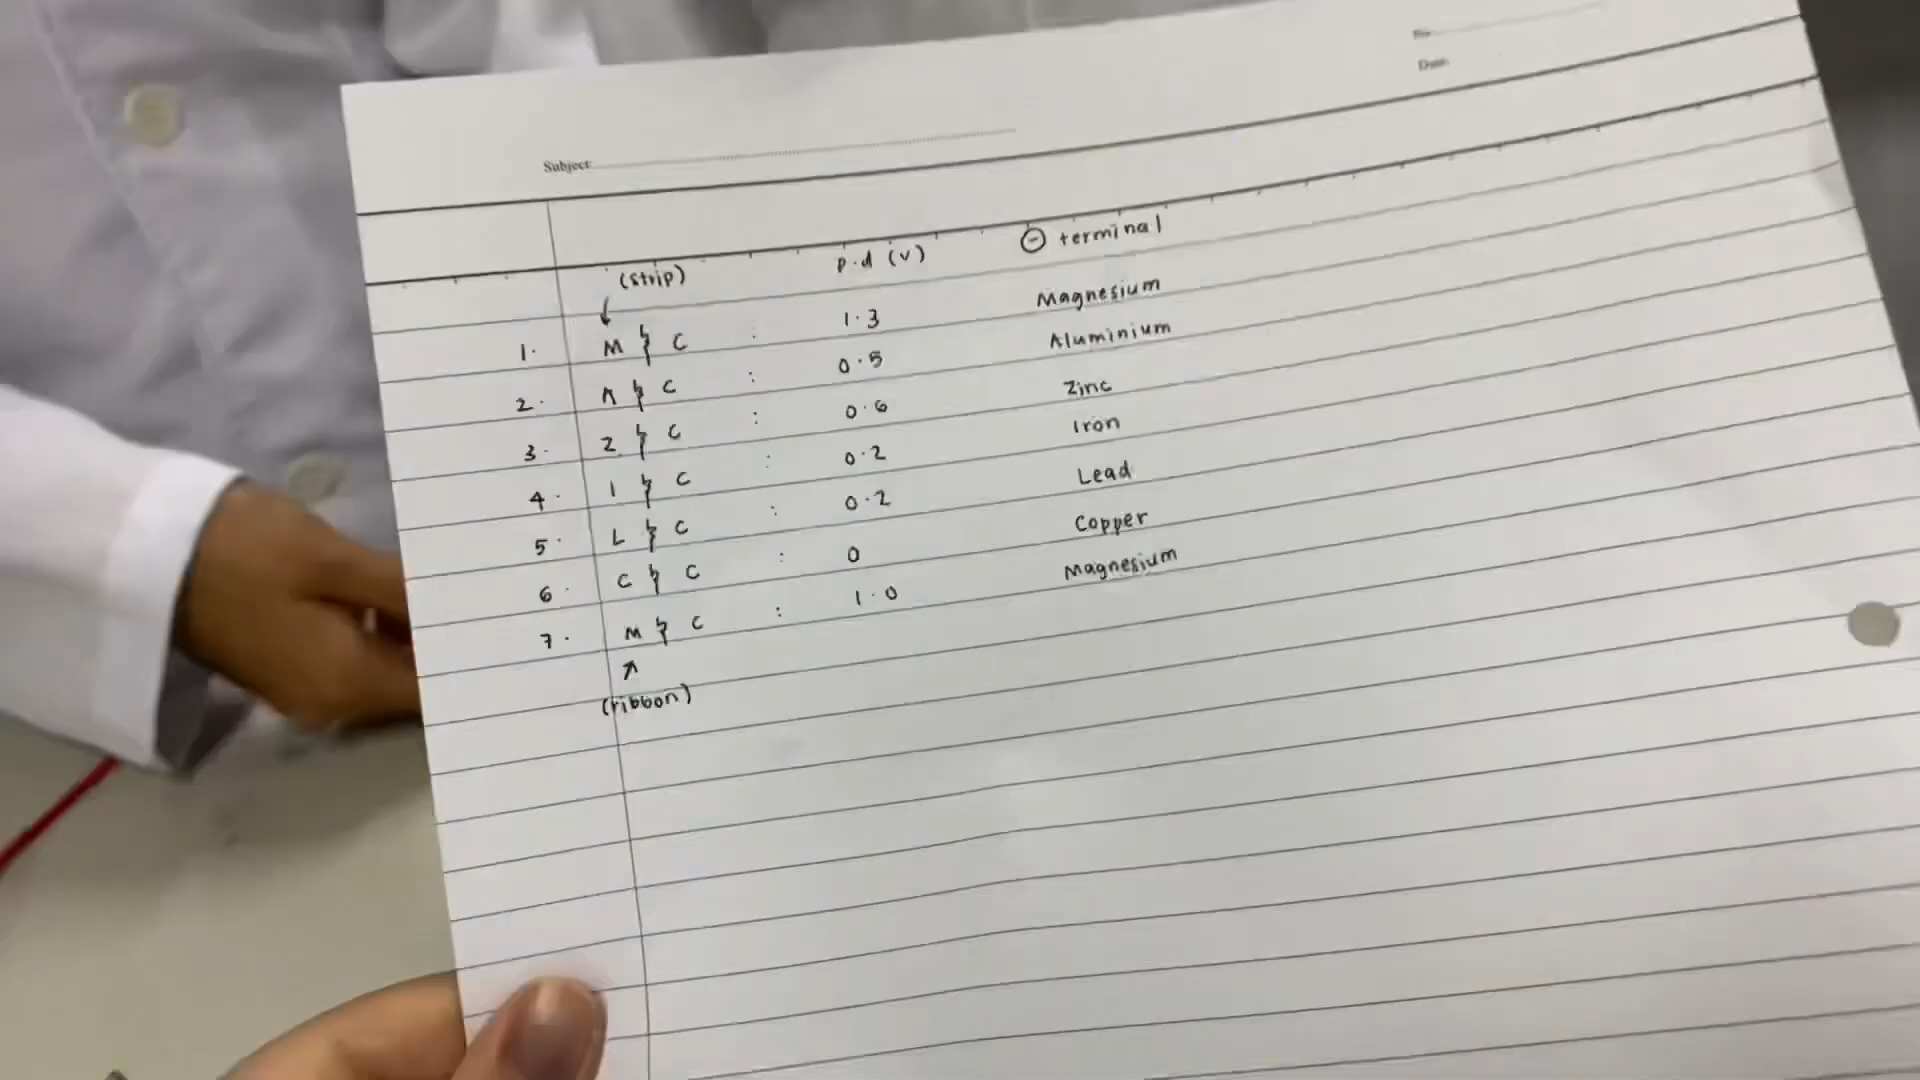 No
Date:
Subject:
(strip) p.d (v) ⊖ terminal
↓
1. M & C : 1.3 Magnesium
2. A & C : 0.5 Aluminium
3. Z & C : 0.6 Zinc
4. I & C : 0.2 Iron
5. L & C : 0.2 Lead
6. C & C : 0 Copper
7. M & C : 1.0 Magnesium
↗
(ribbon)